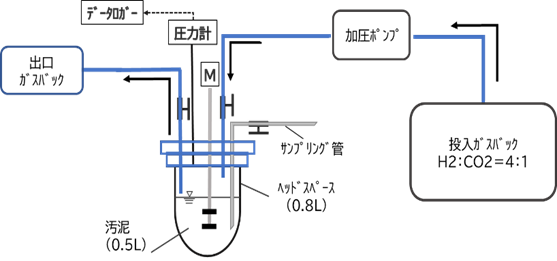 ﾃﾞｰﾀﾛｶﾞｰ
圧力計
加圧ﾎﾟﾝﾌﾟ
出口
ｶﾞｽﾊﾞｯｸ
M
ｻﾝﾌﾟﾘﾝｸﾞ管
投入ｶﾞｽﾊﾞｯｸ
H2：CO2＝4：1
ﾍｯﾄﾞｽﾍﾟｰｽ
（0.8L）
汚泥
（0.5L）